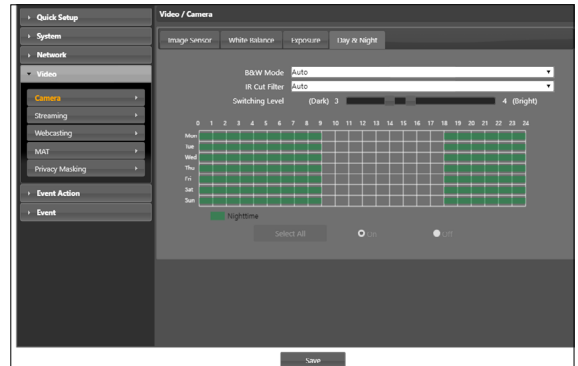 Quick Setup
System
Network
Video
Camera
Streaming
Webcasting
MAT
Privacy Masking
Event Action
Event
Video / Camera
Image Sensor White Balance Exposure Day & Night
B&W Mode Auto
IR Cut Filter Auto
Switching Level (Dark) 3 4 (Bright)
0 1 2 3 4 5 6 7 8 9 10 11 12 13 14 15 16 17 18 19 20 21 22 23 24
Mon
Tue
Wed
Thu
Fri
Sat
Sun
Nighttime
Select All On Off
Save